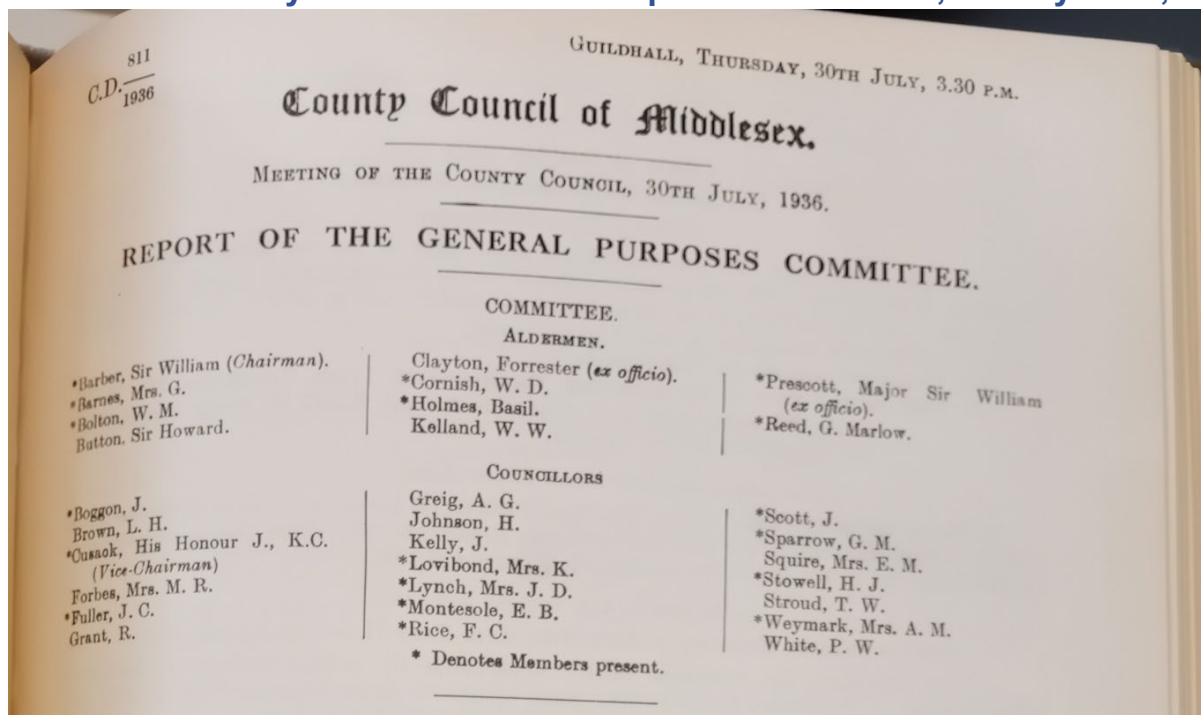 811
C.D.
1936
GUILDHALL, THURSDAY, 30TH JULY, 3.30 P.M.
County Council of Middlesex.
MEETING OF THE COUNTY COUNCIL, 30TH JULY, 1936.
REPORT OF THE GENERAL PURPOSES COMMITTEE.
COMMITTEE.
ALDERMEN.
*Barber, Sir William (Chairman).
*Barnes, Mrs. G.
*Bolton, W. M.
Button, Sir Howard.
Clayton, Forrester (ex officio).
*Cornish, W. D.
*Holmes, Basil.
Kelland, W. W.
*Prescott, Major Sir William
(ex officio).
*Reed, G. Marlow.
COUNCILLORS
*Boggon, J.
Brown, L. H.
*Cusack, His Honour J., K.C.
(Vice-Chairman)
Forbes, Mrs. M. R.
*Fuller, J. C.
Grant, R.
Greig, A. G.
Johnson, H.
Kelly, J.
*Lovibond, Mrs. K.
*Lynch, Mrs. J. D.
*Montesole, E. B.
*Rice, F. C.
*Scott, J.
*Sparrow, G. M.
Squire, Mrs. E. M.
*Stowell, H. J.
Stroud, T. W.
*Weymark, Mrs. A. M.
White, P. W.
* Denotes Members present.